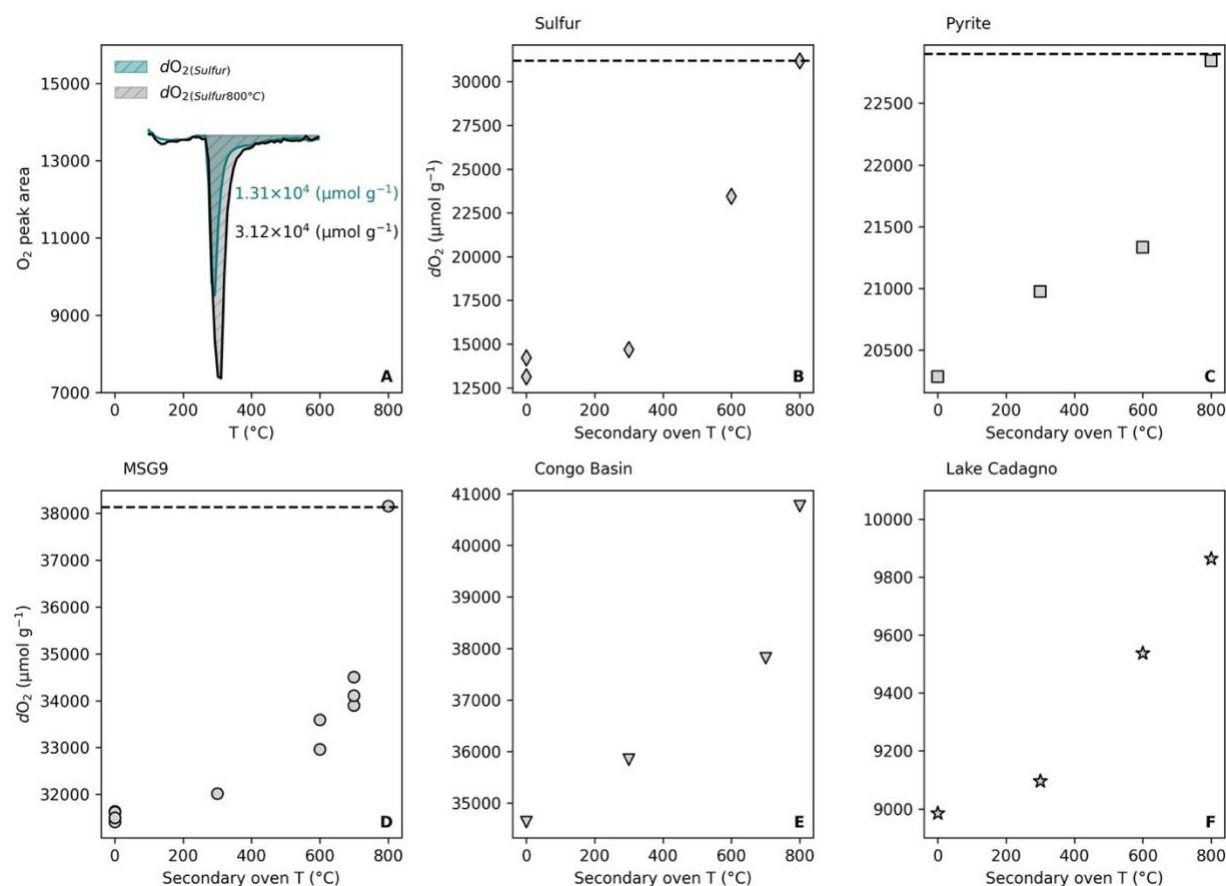 Sulfur
Pyrite
dO₂(Sulfur)
dO₂(Sulfur800°C)
1.31×10⁴ (μmol g⁻¹)
3.12×10⁴ (μmol g⁻¹)
O₂ peak area
15000
13000
11000
9000
7000
0 200 400 600 800
T (°C)
A
dO₂ (μmol g⁻¹)
30000
27500
25000
22500
20000
17500
15000
12500
0 200 400 600 800
Secondary oven T (°C)
B
22500
22000
21500
21000
20500
0 200 400 600 800
Secondary oven T (°C)
C
MSG9
dO₂ (μmol g⁻¹)
38000
37000
36000
35000
34000
33000
32000
0 200 400 600 800
Secondary oven T (°C)
D
Congo Basin
41000
40000
39000
38000
37000
36000
35000
0 200 400 600 800
Secondary oven T (°C)
E
Lake Cadagno
10000
9800
9600
9400
9200
9000
0 200 400 600 800
Secondary oven T (°C)
F